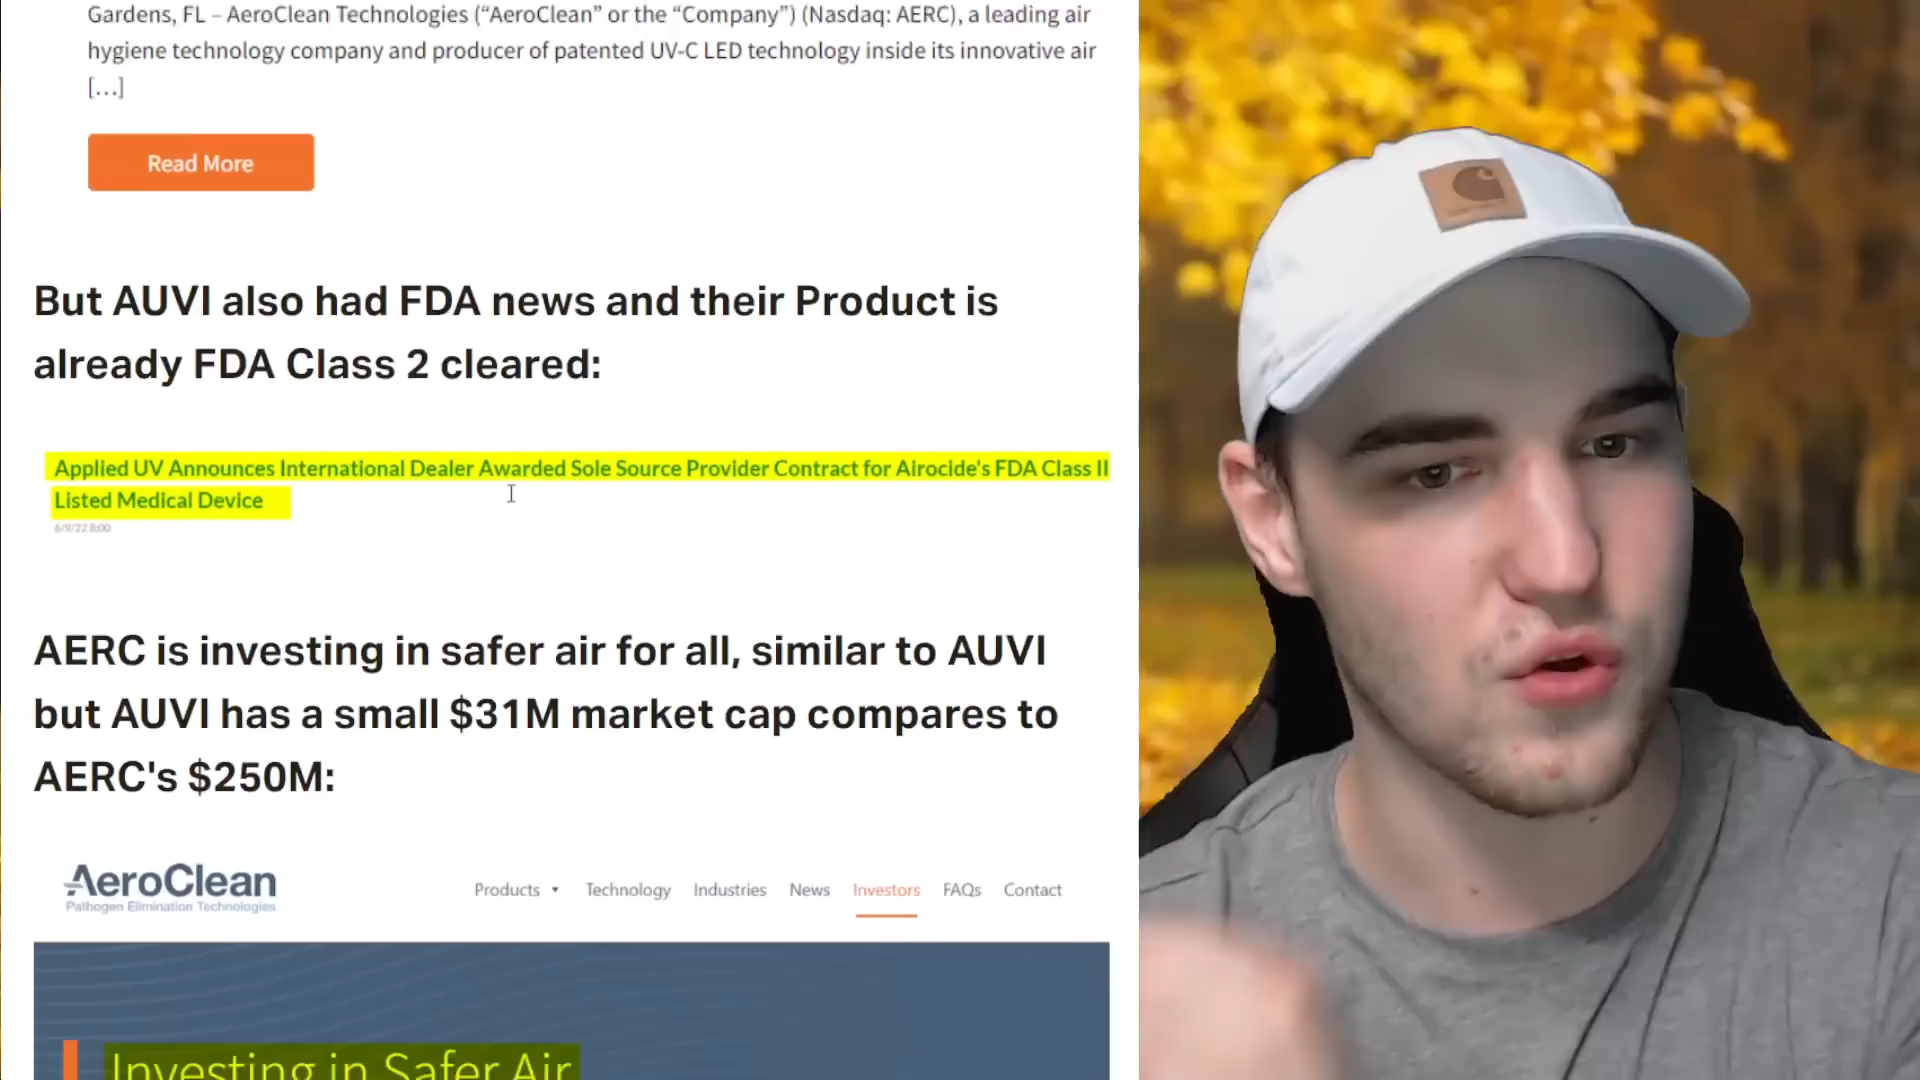 Gardens, FL – AeroClean Technologies (“AeroClean” or the “Company”) (Nasdaq: AERC), a leading air
hygiene technology company and producer of patented UV-C LED technology inside its innovative air
[…]
Read More
But AUVI also had FDA news and their Product is
already FDA Class 2 cleared:
Applied UV Announces International Dealer Awarded Sole Source Provider Contract for Airocide's FDA Class II
Listed Medical Device
6/9/22 8:00
AERC is investing in safer air for all, similar to AUVI
but AUVI has a small $31M market cap compares to
AERC's $250M:
AeroClean
Pathogen Elimination Technologies
Products Technology Industries News Investors FAQs Contact
Investing in Safer Air